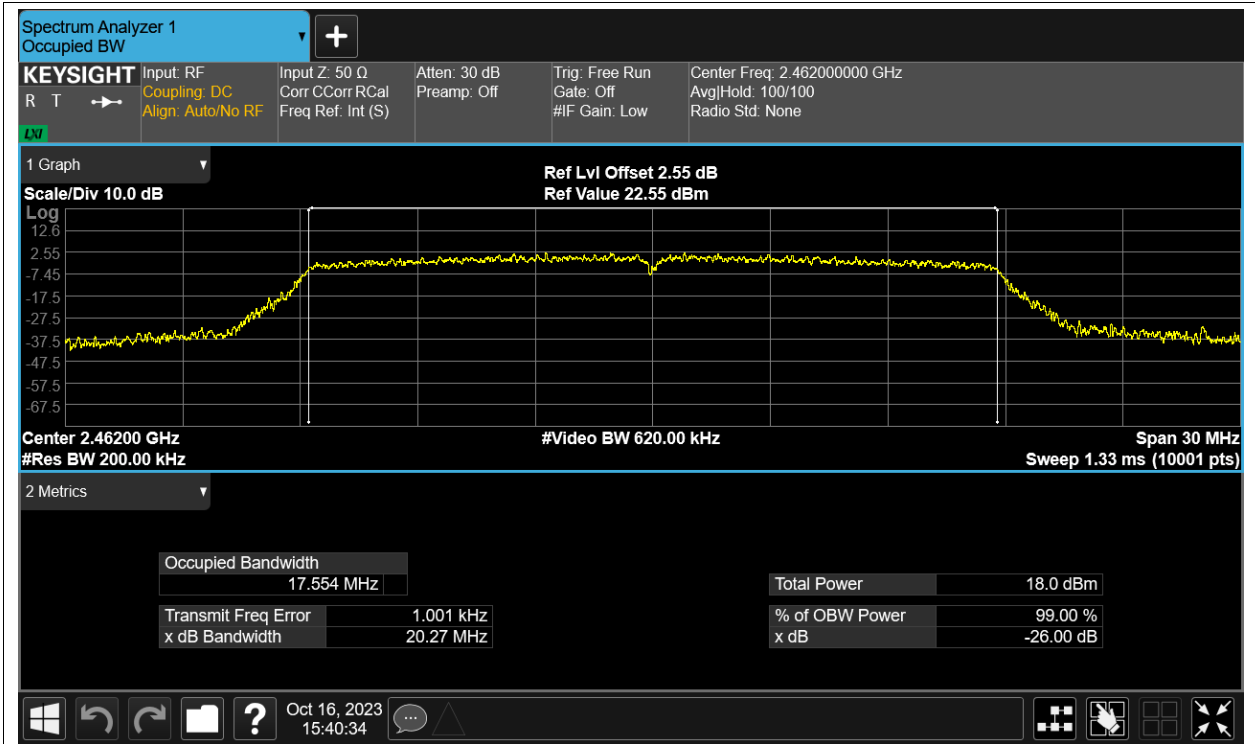 Spectrum Analyzer 1
Occupied BW
KEYSIGHT
R T
LXI
Input: RF
Coupling: DC
Align: Auto/No RF
Input Z: 50 Ω
Corr CCorr RCal
Freq Ref: Int (S)
Atten: 30 dB
Preamp: Off
Trig: Free Run
Gate: Off
#IF Gain: Low
Center Freq: 2.462000000 GHz
Avg|Hold: 100/100
Radio Std: None
1 Graph
Scale/Div 10.0 dB
Ref Lvl Offset 2.55 dB
Ref Value 22.55 dBm
Log
12.6
2.55
-7.45
-17.5
-27.5
-37.5
-47.5
-57.5
-67.5
Center 2.46200 GHz
#Video BW 620.00 kHz
Span 30 MHz
#Res BW 200.00 kHz
Sweep 1.33 ms (10001 pts)
2 Metrics
Occupied Bandwidth
17.554 MHz
Total Power 18.0 dBm
Transmit Freq Error 1.001 kHz
% of OBW Power 99.00 %
x dB Bandwidth 20.27 MHz
x dB -26.00 dB
?
Oct 16, 2023
15:40:34